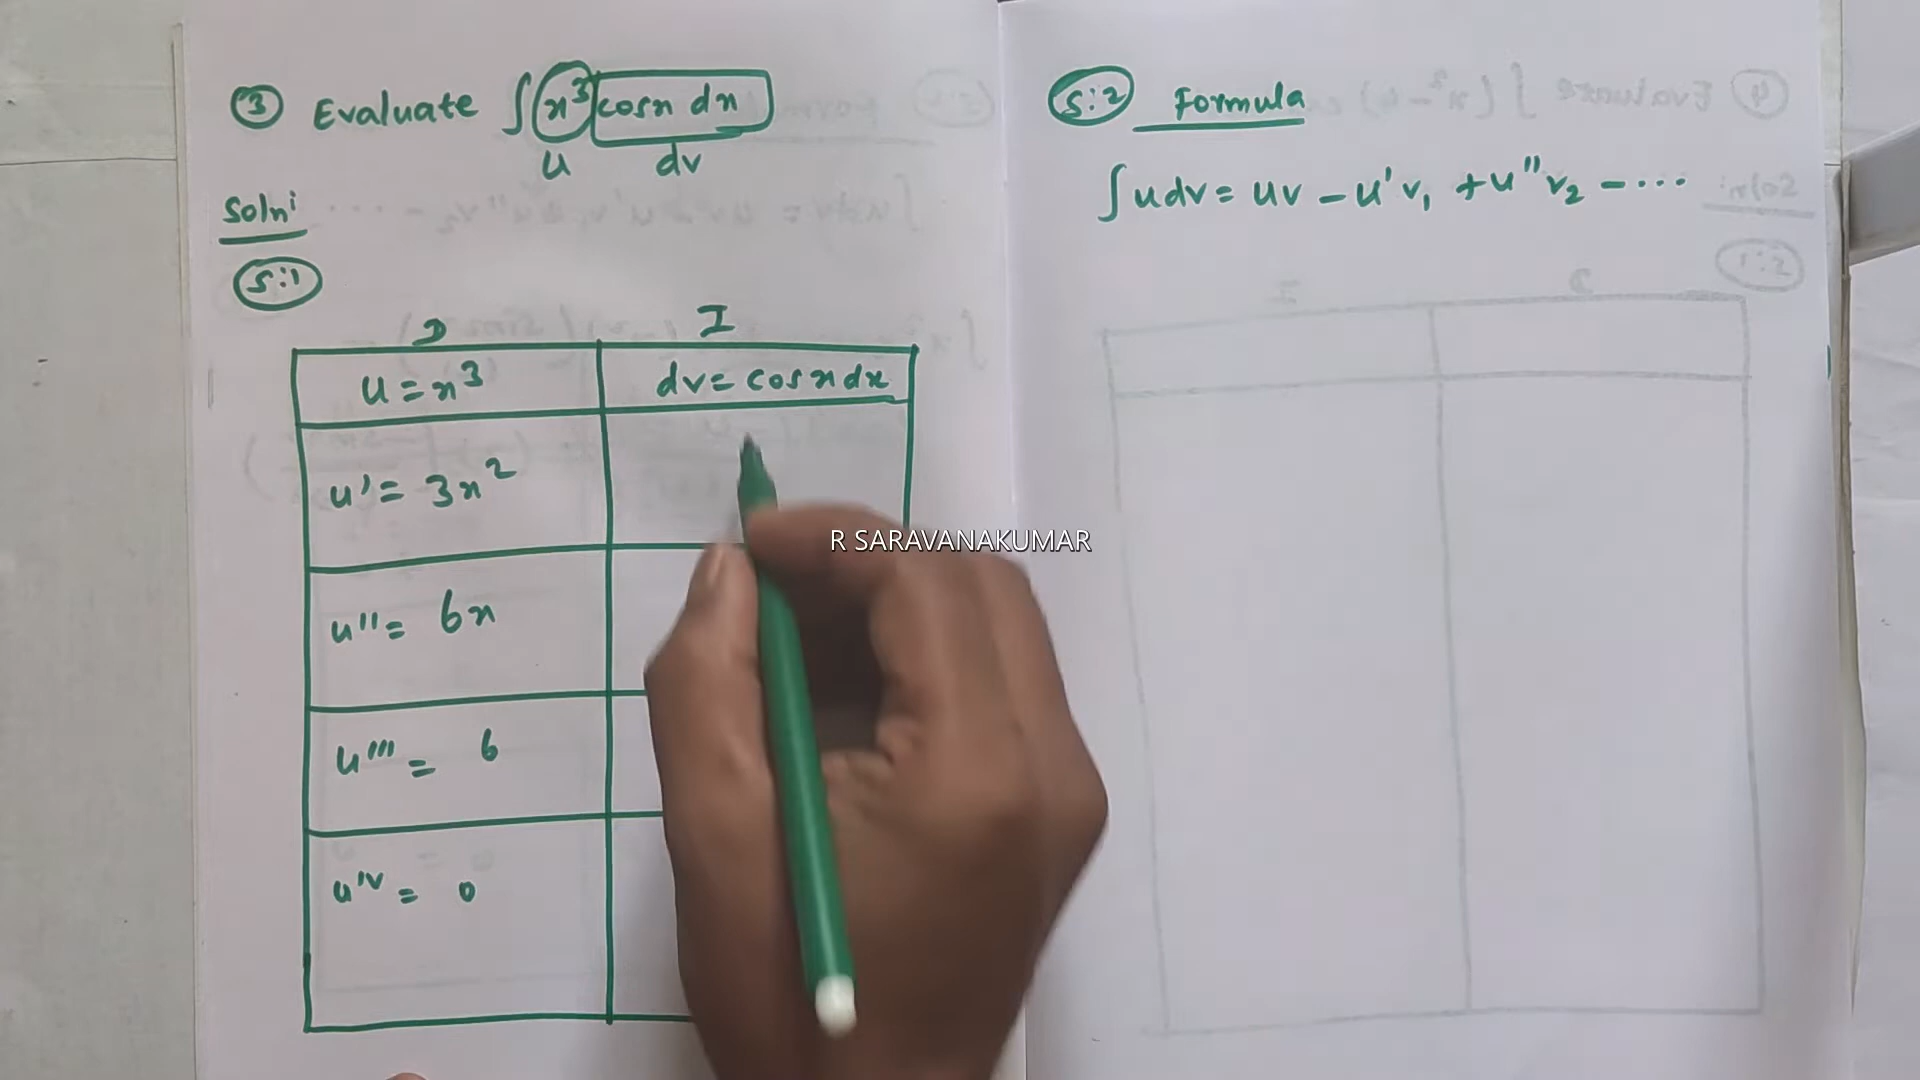 ③ Evaluate ∫ x³ cosx dx
u dv
Soln:
S:1
D I
u = x³ dv = cosx dx
u' = 3x²
u'' = 6x
u''' = 6
u'v = 0
S:2 Formula
∫ u dv = uv - u'v₁ + u''v₂ - ...
R SARAVANAKUMAR